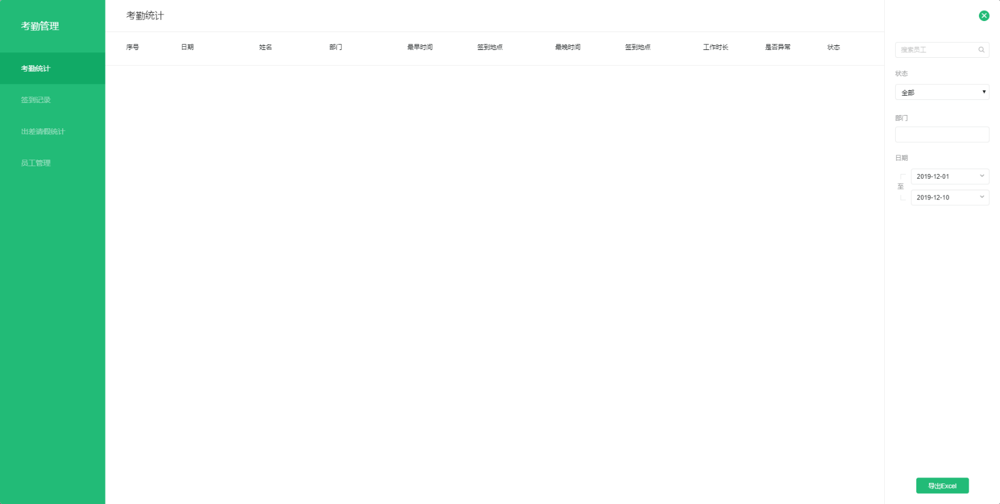 考勤管理
考勤统计
签到记录
出差请假统计
员工管理
考勤统计
序号 日期 姓名 部门 最早时间 签到地点 最晚时间 签到地点 工作时长 是否异常 状态
搜索员工
状态
全部
部门
日期
2019-12-01
至
2019-12-10
导出Excel